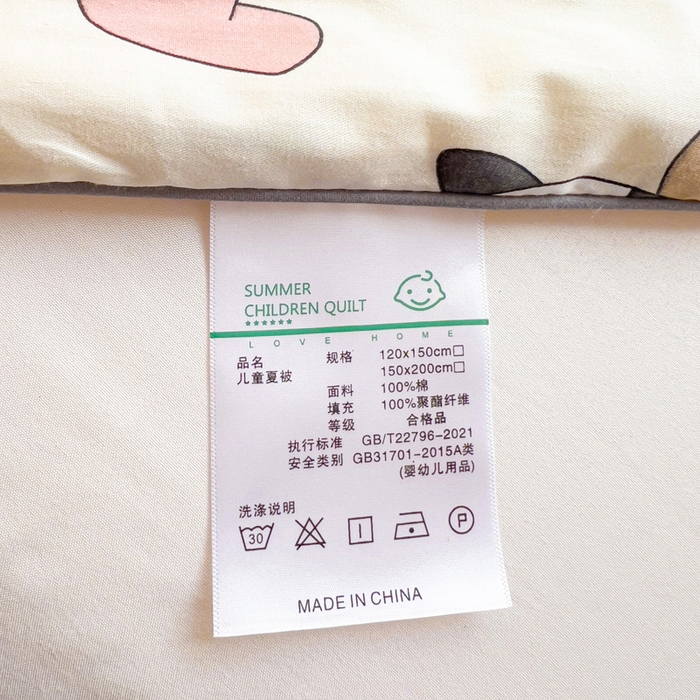 SUMMER
CHILDREN QUILT
******
LOVE HOME
品名 规格 120x150cm□
儿童夏被 150x200cm□
面料 100%棉
填充 100%聚酯纤维
等级 合格品
执行标准 GB/T22796-2021
安全类别 GB31701-2015A类
(婴幼儿用品)
洗涤说明
30
P
MADE IN CHINA